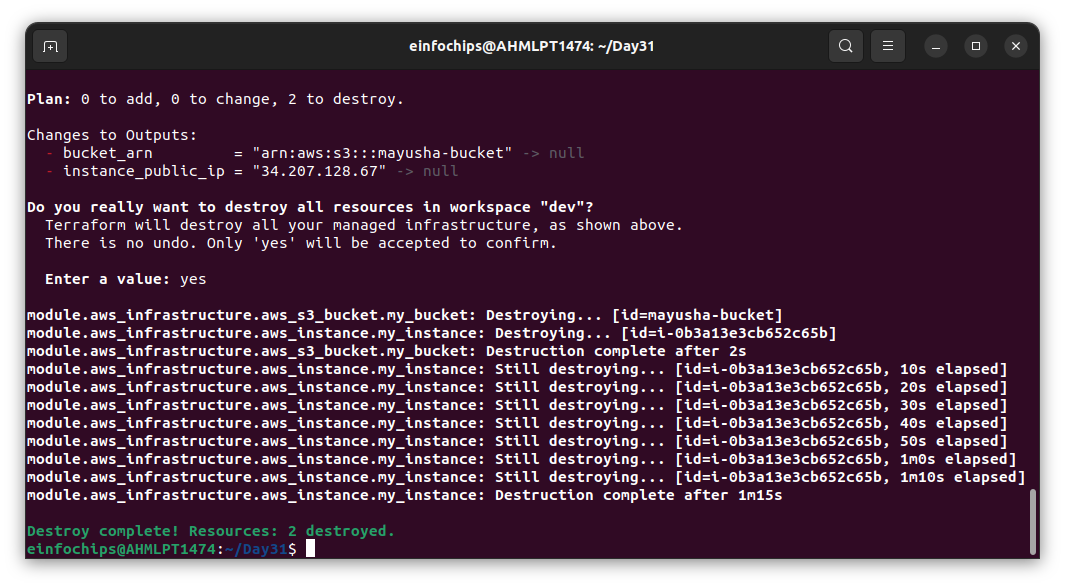 einfochips@AHMLPT1474: ~/Day31
Plan: 0 to add, 0 to change, 2 to destroy.
Changes to Outputs:
  - bucket_arn         = "arn:aws:s3:::mayusha-bucket" -> null
  - instance_public_ip = "34.207.128.67" -> null
Do you really want to destroy all resources in workspace "dev"?
  Terraform will destroy all your managed infrastructure, as shown above.
  There is no undo. Only 'yes' will be accepted to confirm.
  Enter a value: yes
module.aws_infrastructure.aws_s3_bucket.my_bucket: Destroying... [id=mayusha-bucket]
module.aws_infrastructure.aws_instance.my_instance: Destroying... [id=i-0b3a13e3cb652c65b]
module.aws_infrastructure.aws_s3_bucket.my_bucket: Destruction complete after 2s
module.aws_infrastructure.aws_instance.my_instance: Still destroying... [id=i-0b3a13e3cb652c65b, 10s elapsed]
module.aws_infrastructure.aws_instance.my_instance: Still destroying... [id=i-0b3a13e3cb652c65b, 20s elapsed]
module.aws_infrastructure.aws_instance.my_instance: Still destroying... [id=i-0b3a13e3cb652c65b, 30s elapsed]
module.aws_infrastructure.aws_instance.my_instance: Still destroying... [id=i-0b3a13e3cb652c65b, 40s elapsed]
module.aws_infrastructure.aws_instance.my_instance: Still destroying... [id=i-0b3a13e3cb652c65b, 50s elapsed]
module.aws_infrastructure.aws_instance.my_instance: Still destroying... [id=i-0b3a13e3cb652c65b, 1m0s elapsed]
module.aws_infrastructure.aws_instance.my_instance: Still destroying... [id=i-0b3a13e3cb652c65b, 1m10s elapsed]
module.aws_infrastructure.aws_instance.my_instance: Destruction complete after 1m15s
Destroy complete! Resources: 2 destroyed.
einfochips@AHMLPT1474:~/Day31$